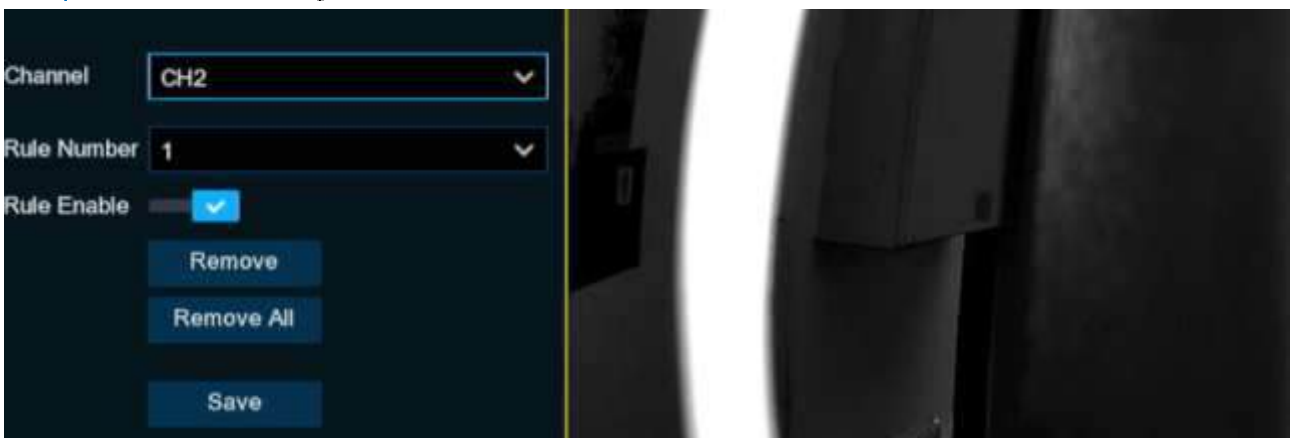 Channel CH2
Rule Number 1
Rule Enable
Remove
Remove All
Save